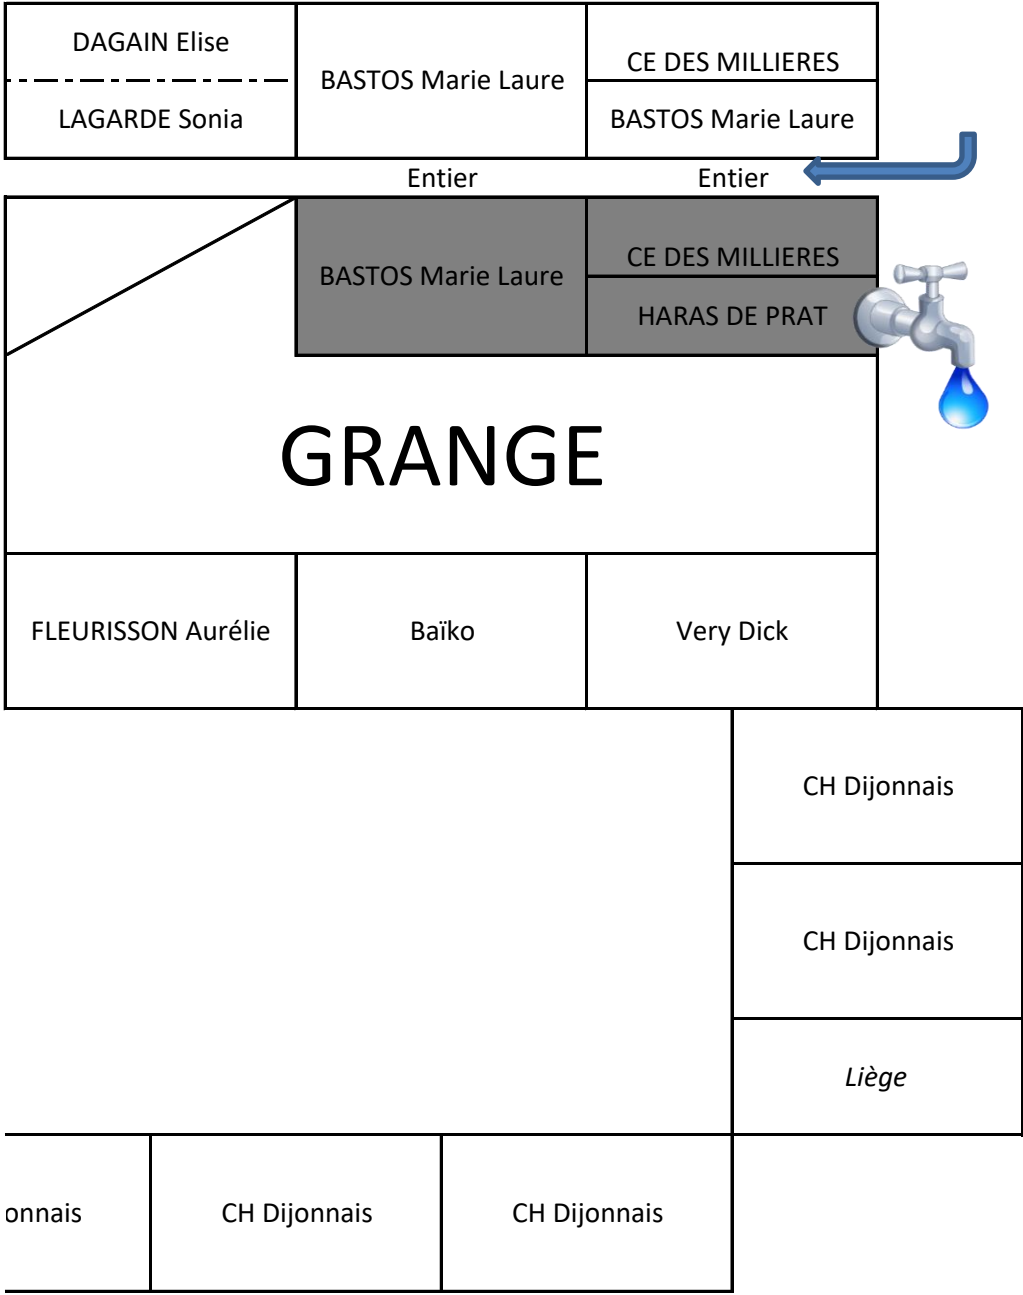 DAGAIN Elise
LAGARDE Sonia
BASTOS Marie Laure
CE DES MILLIERES
BASTOS Marie Laure
Entier
Entier
BASTOS Marie Laure
CE DES MILLIERES
HARAS DE PRAT
GRANGE
FLEURISSON Aurélie
Baïko
Very Dick
CH Dijonnais
CH Dijonnais
Liège
onnais
CH Dijonnais
CH Dijonnais